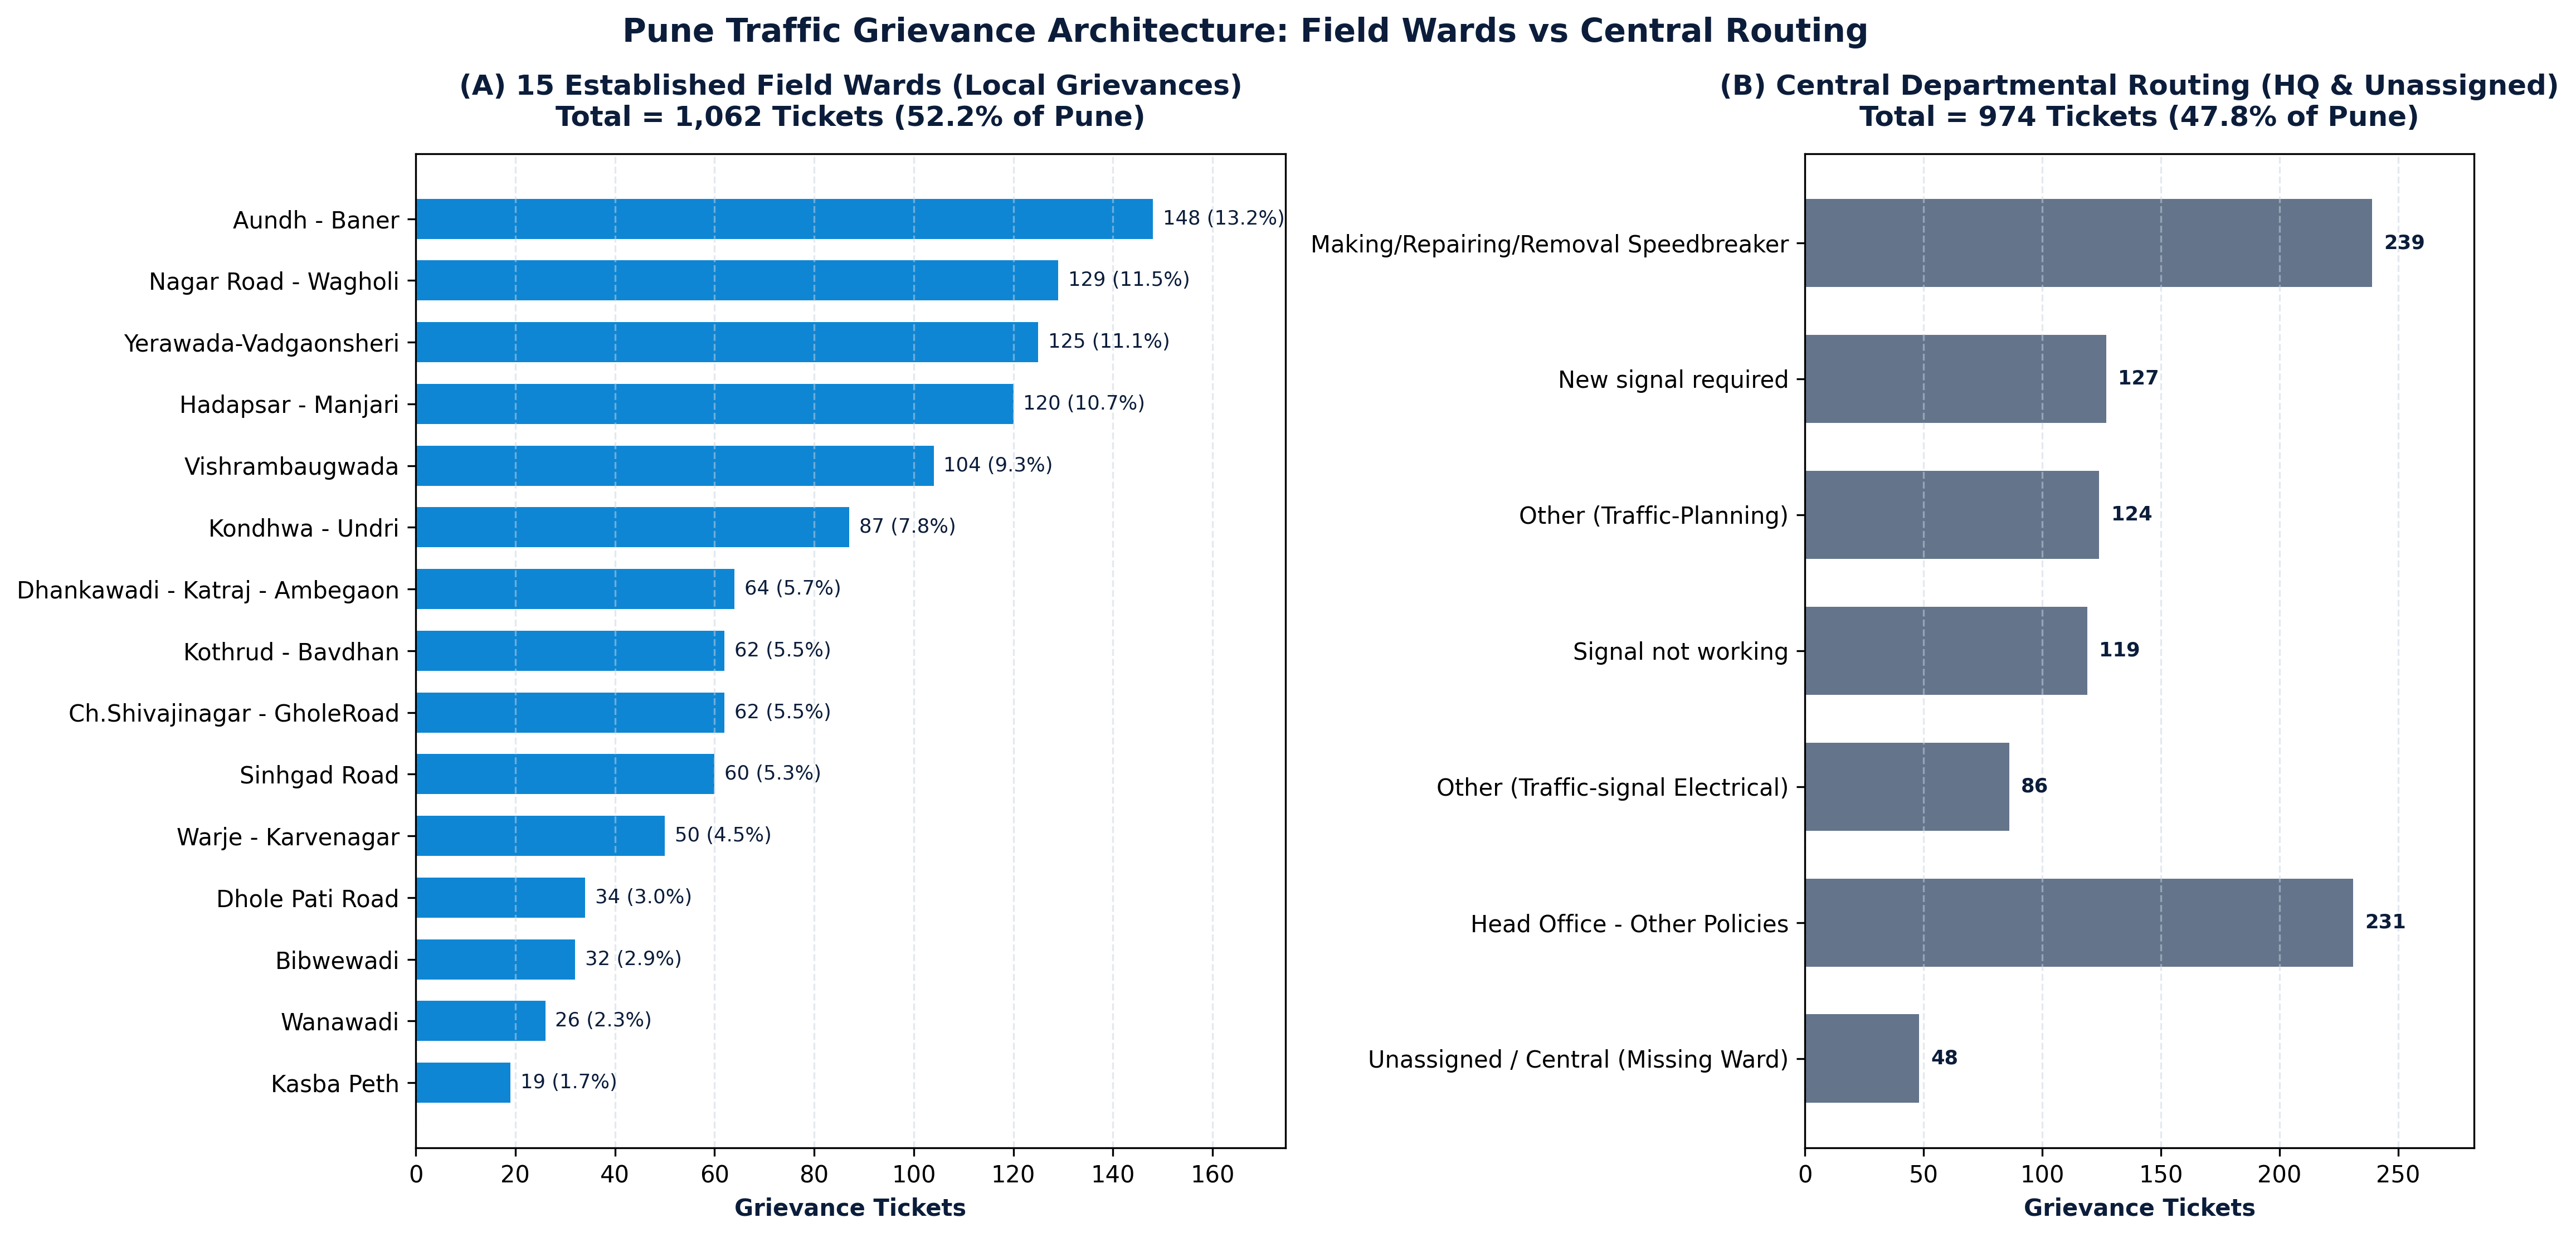 Pune Traffic Grievance Architecture: Field Wards vs Central Routing
(A) 15 Established Field Wards (Local Grievances)
Total = 1,062 Tickets (52.2% of Pune)
Aundh - Baner 148 (13.2%)
Nagar Road - Wagholi 129 (11.5%)
Yerawada-Vadgaonsheri 125 (11.1%)
Hadapsar - Manjari 120 (10.7%)
Vishrambaugwada 104 (9.3%)
Kondhwa - Undri 87 (7.8%)
Dhankawadi - Katraj - Ambegaon 64 (5.7%)
Kothrud - Bavdhan 62 (5.5%)
Ch.Shivajinagar - GholeRoad 62 (5.5%)
Sinhgad Road 60 (5.3%)
Warje - Karvenagar 50 (4.5%)
Dhole Pati Road 34 (3.0%)
Bibwewadi 32 (2.9%)
Wanawadi 26 (2.3%)
Kasba Peth 19 (1.7%)
0 20 40 60 80 100 120 140 160
Grievance Tickets
(B) Central Departmental Routing (HQ & Unassigned)
Total = 974 Tickets (47.8% of Pune)
Making/Repairing/Removal Speedbreaker 239
New signal required 127
Other (Traffic-Planning) 124
Signal not working 119
Other (Traffic-signal Electrical) 86
Head Office - Other Policies 231
Unassigned / Central (Missing Ward) 48
0 50 100 150 200 250
Grievance Tickets